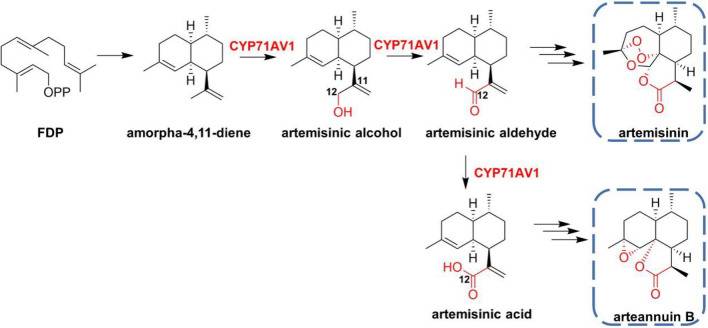 H
CYP71AV1
H
CYP71AV1
H
H
OPP
H
H
11
12
OH
H
H
12
O
O
O
O
H
O
O
FDP
amorpha-4,11-diene
artemisinic alcohol
artemisinic aldehyde
artemisinin
CYP71AV1
H
H
HO
12
O
H
H
O
O
O
artemisinic acid
arteannuin B